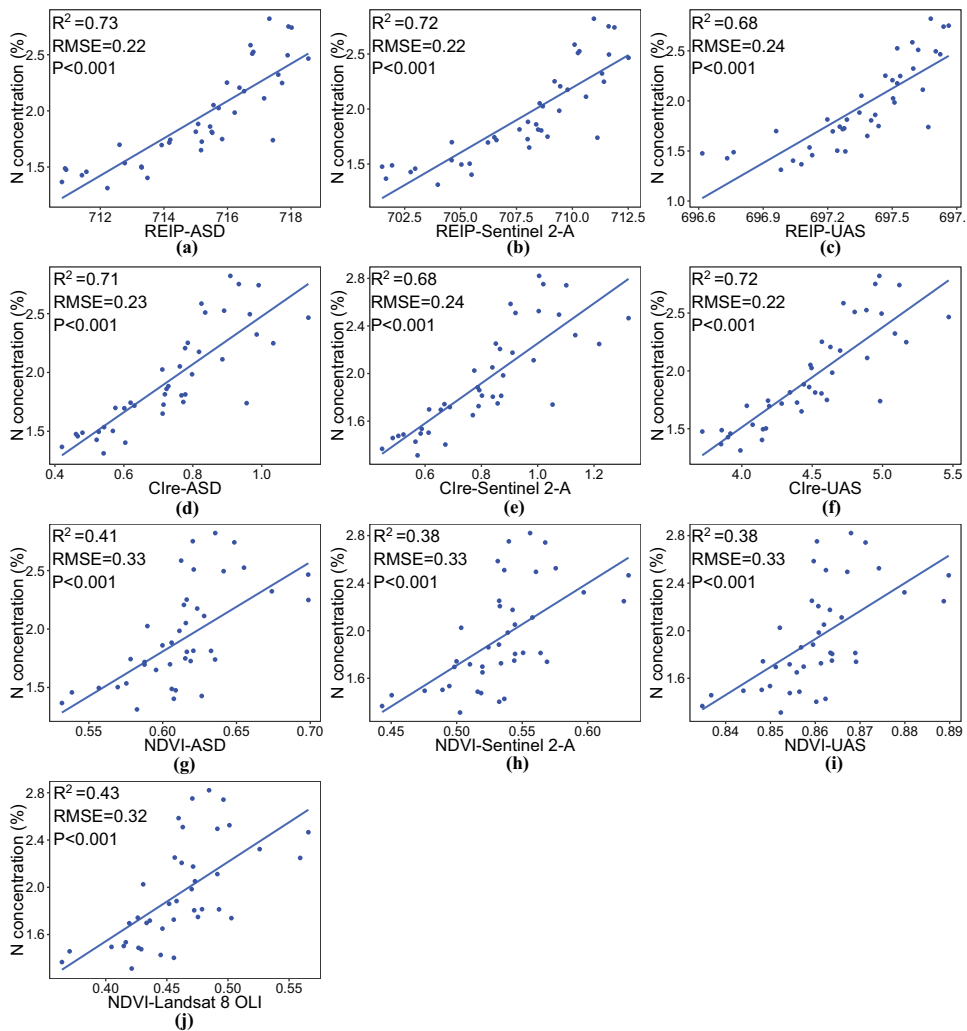 R²=0.73
RMSE=0.22
P<0.001
N concentration (%)
2.5
2.0
1.5
712 714 716 718
REIP-ASD
(a)
R²=0.72
RMSE=0.22
P<0.001
N concentration (%)
2.5
2.0
1.5
702.5 705.0 707.5 710.0 712.5
REIP-Sentinel 2-A
(b)
R²=0.68
RMSE=0.24
P<0.001
N concentration (%)
2.5
2.0
1.5
1.0
696.6 696.9 697.2 697.5 697.
REIP-UAS
(c)
R²=0.71
RMSE=0.23
P<0.001
N concentration (%)
2.5
2.0
1.5
0.4 0.6 0.8 1.0
CIre-ASD
(d)
R²=0.68
RMSE=0.24
P<0.001
N concentration (%)
2.8
2.4
2.0
1.6
0.6 0.8 1.0 1.2
CIre-Sentinel 2-A
(e)
R²=0.72
RMSE=0.22
P<0.001
N concentration (%)
2.5
2.0
1.5
4.0 4.5 5.0 5.5
CIre-UAS
(f)
R²=0.41
RMSE=0.33
P<0.001
N concentration (%)
2.5
2.0
1.5
0.55 0.60 0.65 0.70
NDVI-ASD
(g)
R²=0.38
RMSE=0.33
P<0.001
N concentration (%)
2.8
2.4
2.0
1.6
0.45 0.50 0.55 0.60
NDVI-Sentinel 2-A
(h)
R²=0.38
RMSE=0.33
P<0.001
N concentration (%)
2.8
2.4
2.0
1.6
0.84 0.85 0.86 0.87 0.88 0.89
NDVI-UAS
(i)
R²=0.43
RMSE=0.32
P<0.001
N concentration (%)
2.8
2.4
2.0
1.6
0.40 0.45 0.50 0.55
NDVI-Landsat 8 OLI
(j)